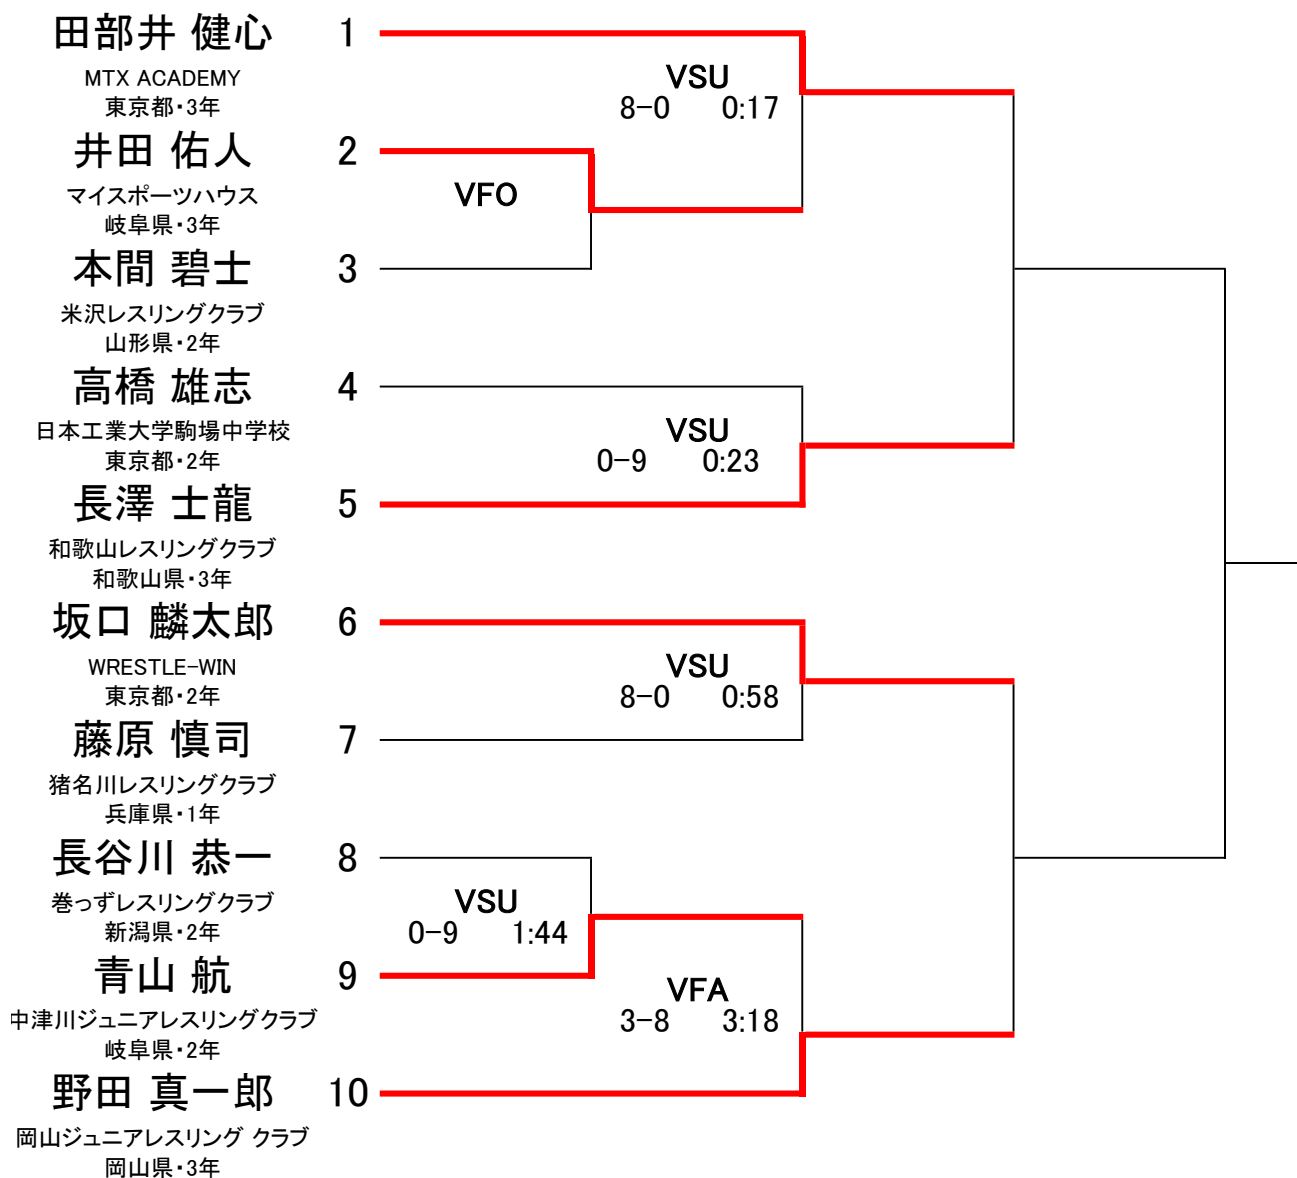 田部井 健心 1
MTX ACADEMY
東京都・3年
VSU
8-0 0:17
井田 佑人 2
マイスポーツハウス
岐阜県・3年
VFO
本間 碧士 3
米沢レスリングクラブ
山形県・2年
高橋 雄志 4
日本工業大学駒場中学校
東京都・2年
VSU
0-9 0:23
長澤 士龍 5
和歌山レスリングクラブ
和歌山県・3年
坂口 麟太郎 6
WRESTLE-WIN
東京都・2年
VSU
8-0 0:58
藤原 慎司 7
猪名川レスリングクラブ
兵庫県・1年
長谷川 恭一 8
巻っずレスリングクラブ
新潟県・2年
VSU
0-9 1:44
青山 航 9
中津川ジュニアレスリングクラブ
岐阜県・2年
VFA
3-8 3:18
野田 真一郎 10
岡山ジュニアレスリング クラブ
岡山県・3年